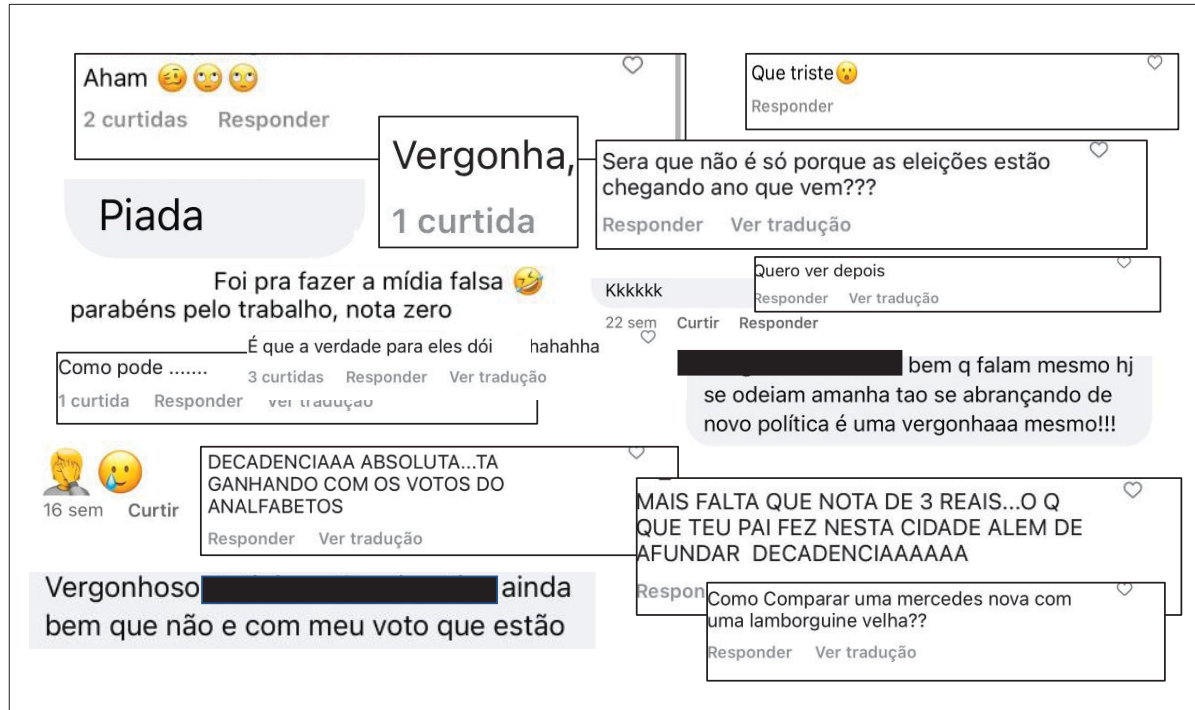 Aham 🥴🙄🙄
2 curtidas Responder
Que triste😮
Responder
Vergonha,
1 curtida
Sera que não é só porque as eleições estão
chegando ano que vem???
Responder Ver tradução
Piada
Foi pra fazer a mídia falsa 🤣
parabéns pelo trabalho, nota zero
Quero ver depois
Responder Ver tradução
Kkkkkk
22 sem Curtir Responder
É que a verdade para eles dói hahahha
3 curtidas Responder Ver tradução
Como pode .......
1 curtida Responder Ver tradução
bem q falam mesmo hj
se odeiam amanha tao se abrançando de
novo política é uma vergonhaaa mesmo!!!
🤦🥲
16 sem Curtir
DECADENCIAAA ABSOLUTA...TA
GANHANDO COM OS VOTOS DO
ANALFABETOS
Responder Ver tradução
MAIS FALTA QUE NOTA DE 3 REAIS...O Q
QUE TEU PAI FEZ NESTA CIDADE ALEM DE
AFUNDAR DECADENCIAAAAAA
Respon
Vergonhoso ainda
bem que não e com meu voto que estão
Como Comparar uma mercedes nova com
uma lamborguine velha??
Responder Ver tradução